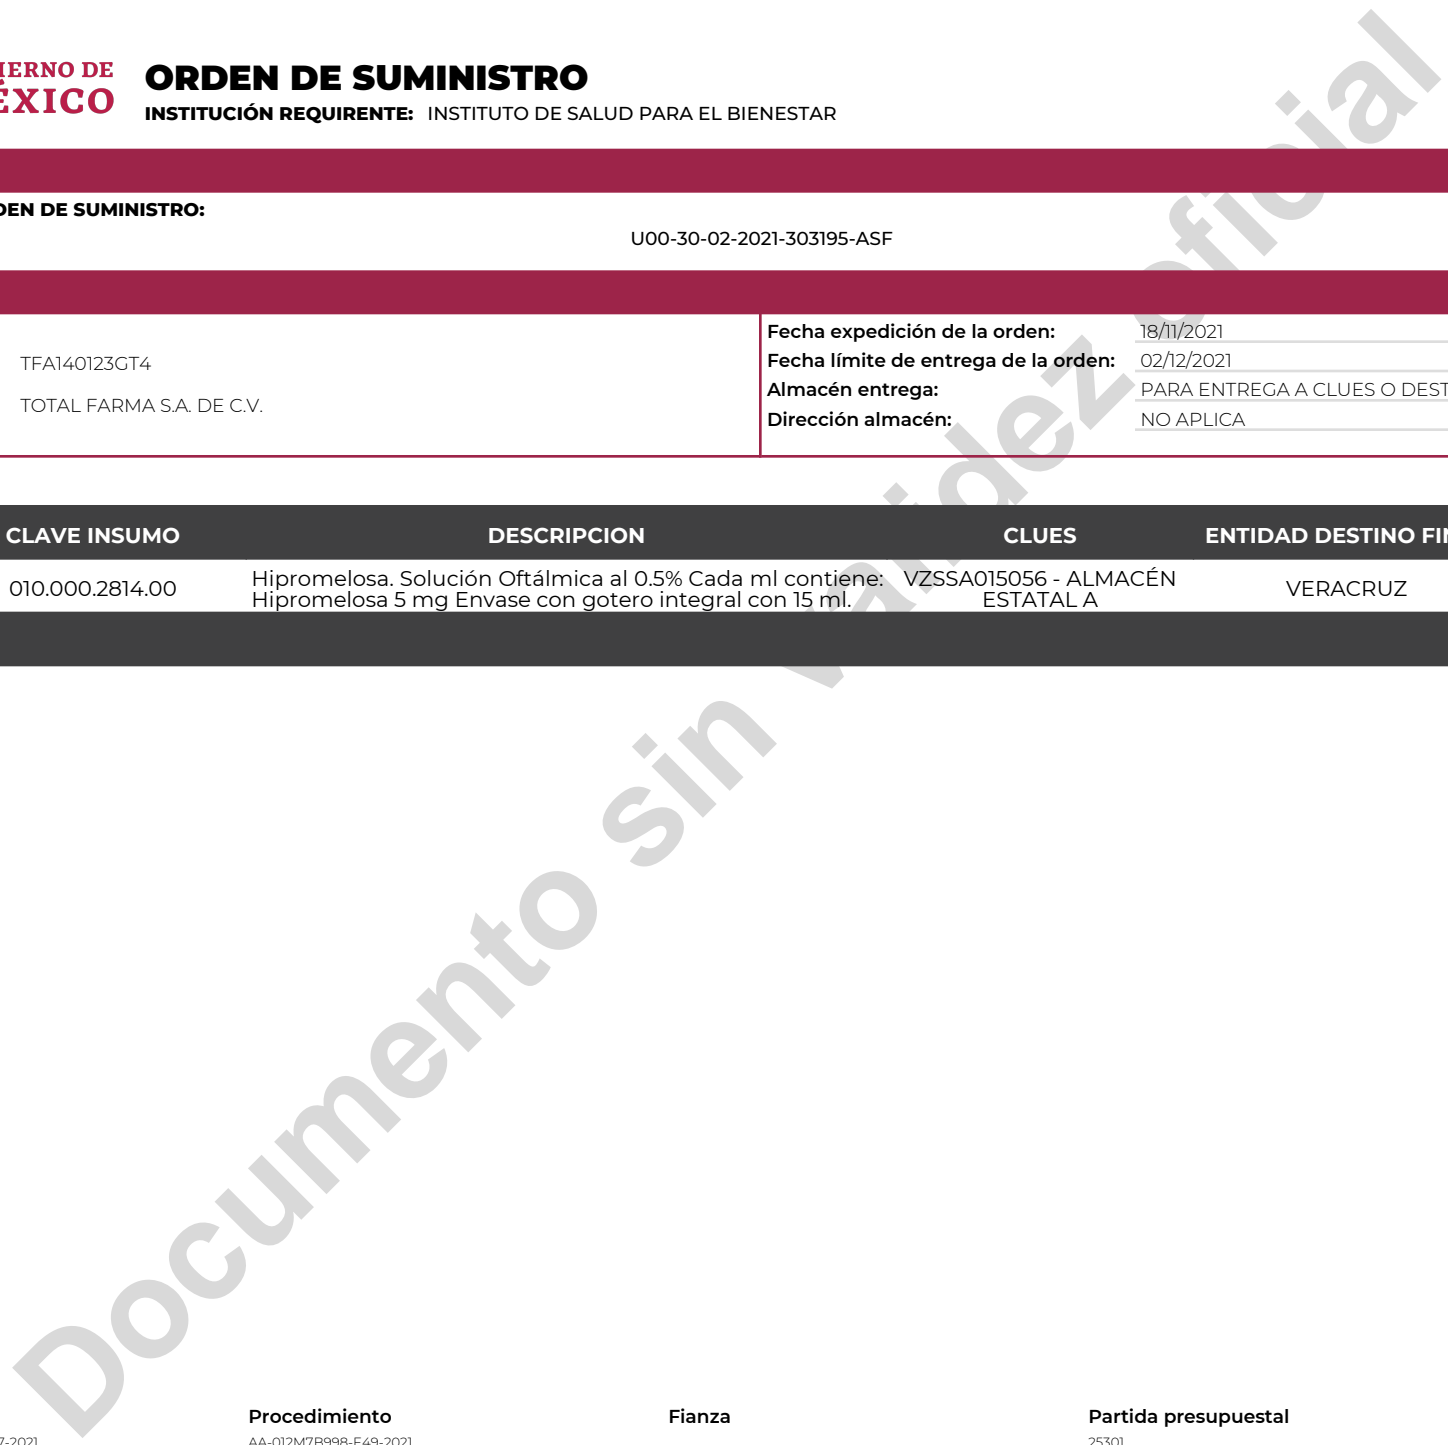 IERNO DE
ÉXICO
ORDEN DE SUMINISTRO
INSTITUCIÓN REQUIRENTE: INSTITUTO DE SALUD PARA EL BIENESTAR
DEN DE SUMINISTRO:
U00-30-02-2021-303195-ASF
TFA140123GT4
TOTAL FARMA S.A. DE C.V.
Fecha expedición de la orden: 18/11/2021
Fecha límite de entrega de la orden: 02/12/2021
Almacén entrega: PARA ENTREGA A CLUES O DEST
Dirección almacén: NO APLICA
CLAVE INSUMO DESCRIPCION CLUES ENTIDAD DESTINO FIN
010.000.2814.00 Hipromelosa. Solución Oftálmica al 0.5% Cada ml contiene: VZSSA015056 - ALMACÉN VERACRUZ
Hipromelosa 5 mg Envase con gotero integral con 15 ml. ESTATAL A
Documento sin validez oficial
Procedimiento Fianza Partida presupuestal
7-2021 AA-012M7B998-E49-2021 25301